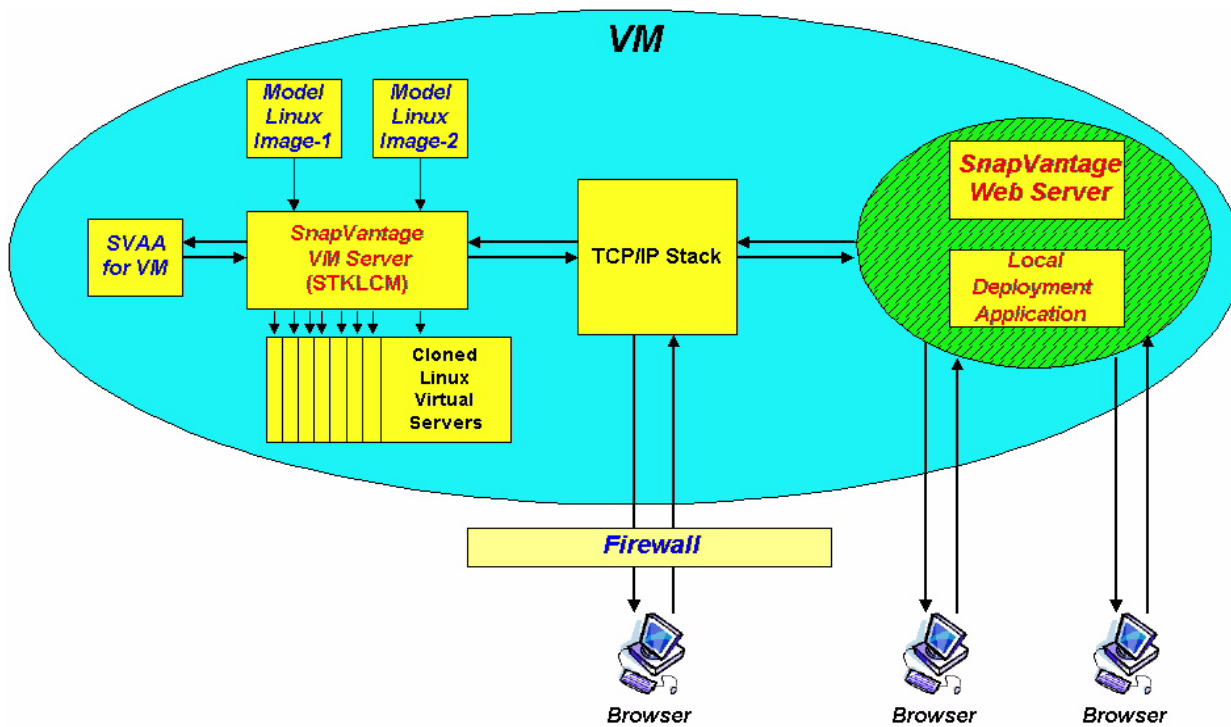 VM
Model
Linux
Image-1
Model
Linux
Image-2
SVAA
for VM
SnapVantage
VM Server
(STKLCM)
TCP/IP Stack
SnapVantage
Web Server
Local
Deployment
Application
Cloned
Linux
Virtual
Servers
Firewall
Browser
Browser
Browser